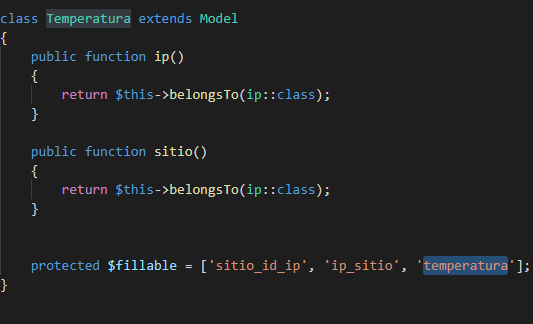 class Temperatura extends Model
{
    public function ip()
    {
        return $this->belongsTo(ip::class);
    }

    public function sitio()
    {
        return $this->belongsTo(ip::class);
    }


    protected $fillable = ['sitio_id_ip', 'ip_sitio', 'temperatura'];
}